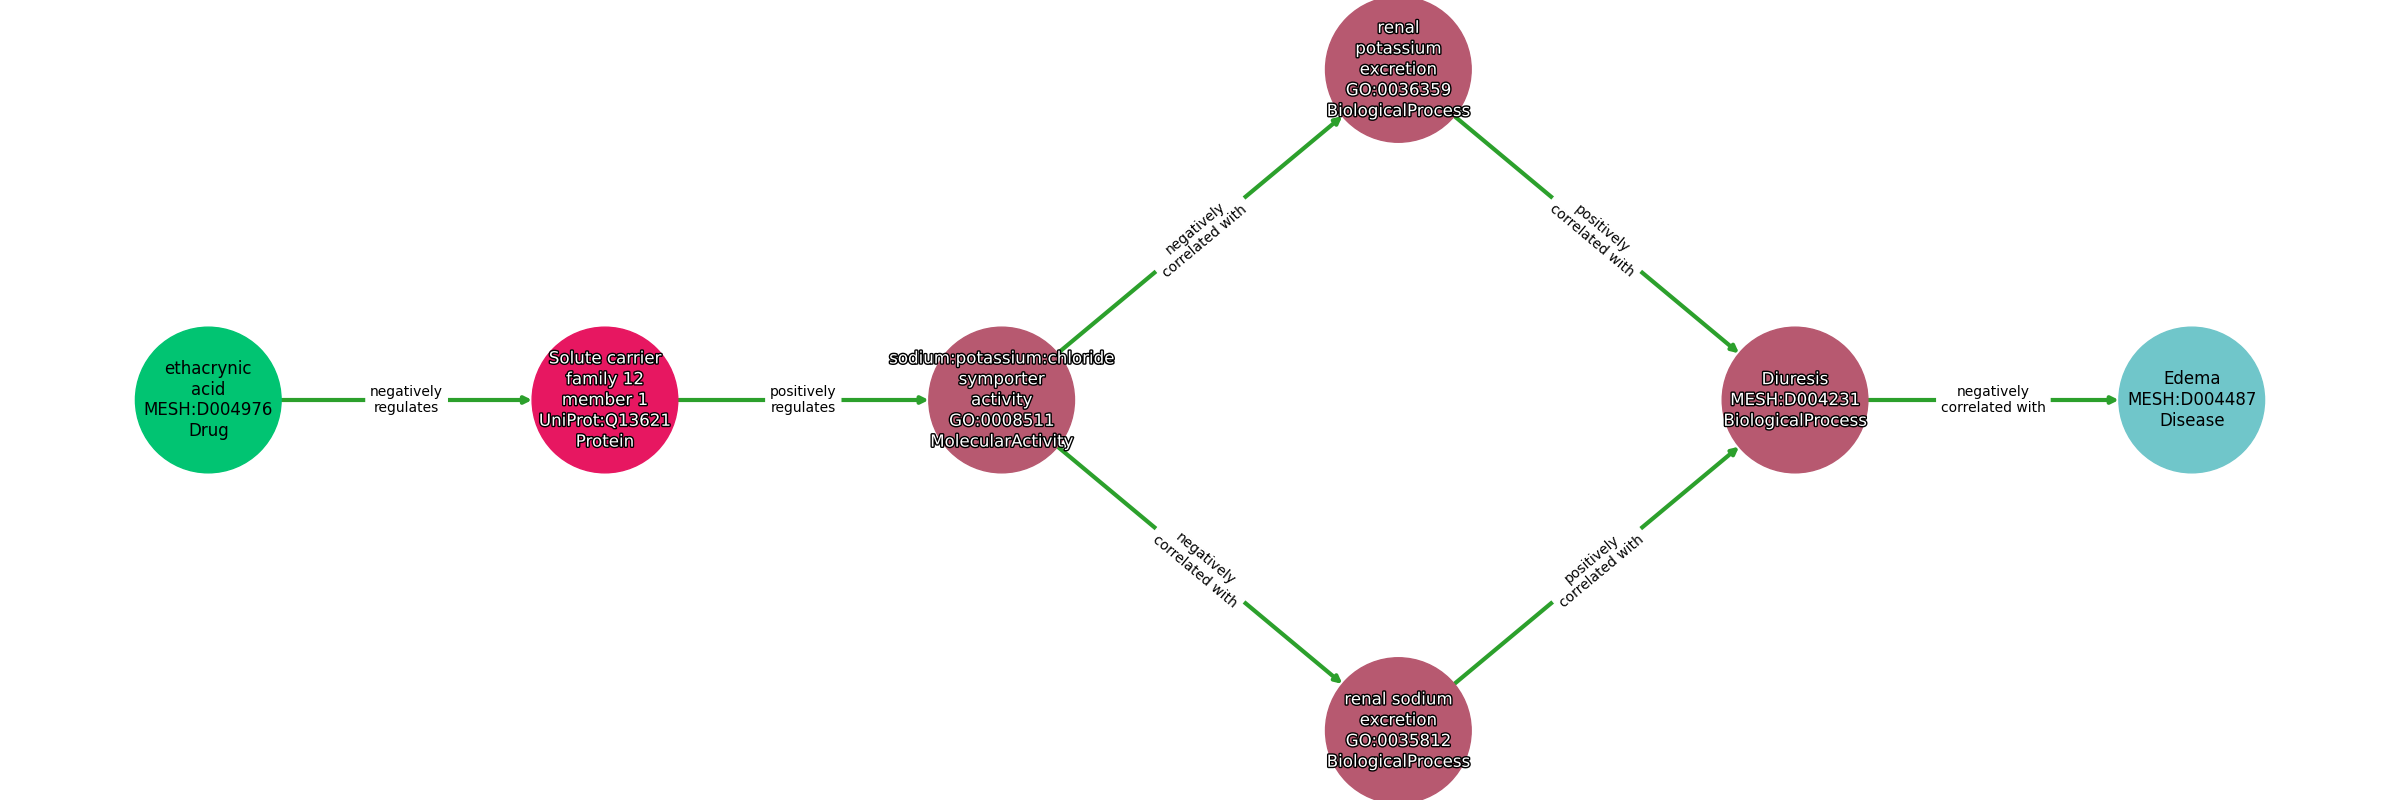 ethacrynic
acid
MESH:D004976
Drug
negatively
regulates
Solute carrier
family 12
member 1
UniProt:Q13621
Protein
positively
regulates
sodium:potassium:chloride
symporter
activity
GO:0008511
MolecularActivity
negatively
correlated with
renal
potassium
excretion
GO:0036359
BiologicalProcess
positively
correlated with
negatively
correlated with
renal sodium
excretion
GO:0035812
BiologicalProcess
positively
correlated with
Diuresis
MESH:D004231
BiologicalProcess
negatively
correlated with
Edema
MESH:D004487
Disease